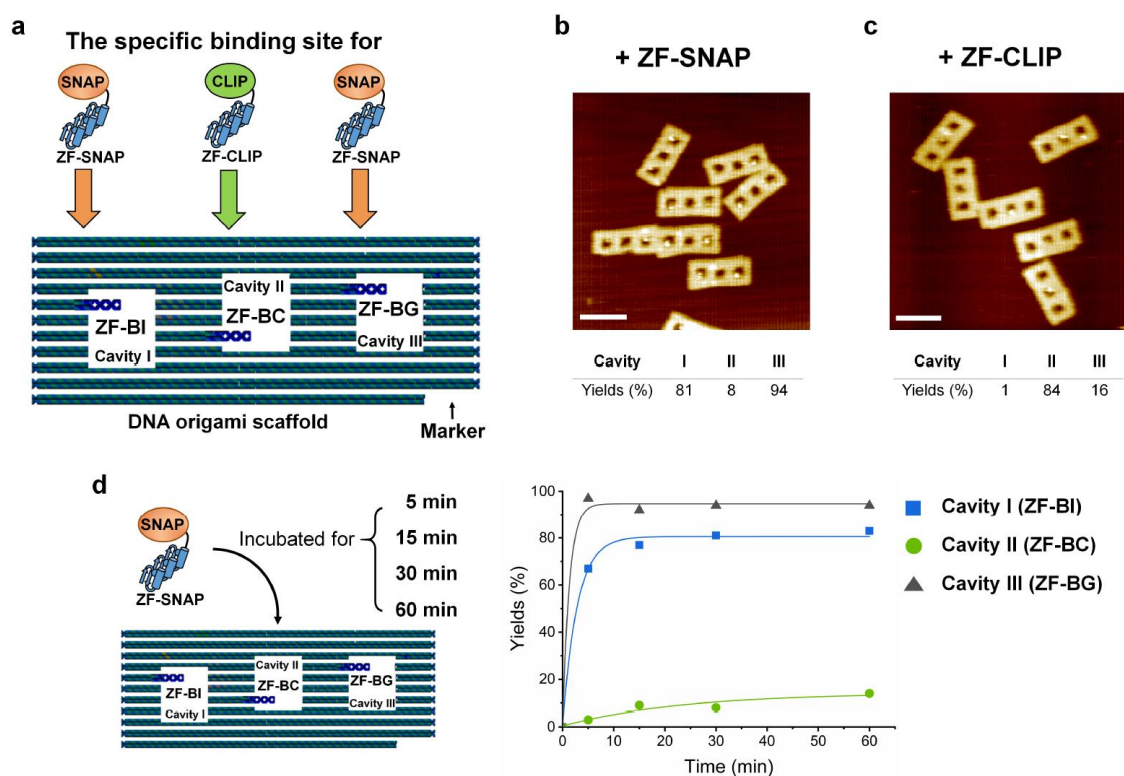 a
The specific binding site for
SNAP
CLIP
SNAP
ZF-SNAP
ZF-CLIP
ZF-SNAP
ZF-BI
Cavity I
Cavity II
ZF-BC
ZF-BG
Cavity III
DNA origami scaffold
Marker
b
+ ZF-SNAP
Cavity I II III
Yields (%) 81 8 94
c
+ ZF-CLIP
Cavity I II III
Yields (%) 1 84 16
d
SNAP
ZF-SNAP
Incubated for
5 min
15 min
30 min
60 min
ZF-BI
Cavity I
Cavity II
ZF-BC
ZF-BG
Cavity III
Yields (%)
100
80
60
40
20
0
0 10 20 30 40 50 60
Time (min)
Cavity I (ZF-BI)
Cavity II (ZF-BC)
Cavity III (ZF-BG)